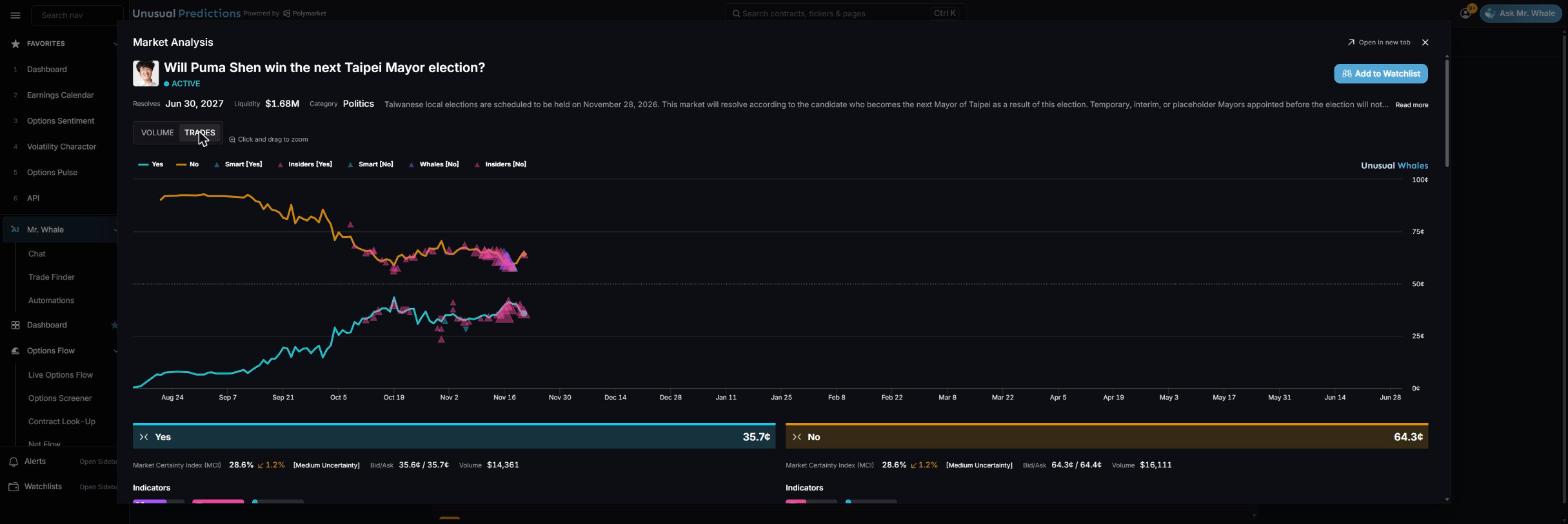 Search nav
Unusual Predictions Powered by Polymarket
Search contracts, tickers & pages
Ctrl K
Ask Mr. Whale
FAVORITES
1 Dashboard
2 Earnings Calendar
3 Options Sentiment
4 Volatility Character
5 Options Pulse
6 API
Mr. Whale
Chat
Trade Finder
Automations
Dashboard
Options Flow
Live Options Flow
Options Screener
Contract Look-Up
Net Flow
Alerts Open Sideb
Watchlists Open Sideb
Market Analysis
Open in new tab
Will Puma Shen win the next Taipei Mayor election?
ACTIVE
Add to Watchlist
Resolves Jun 30, 2027 Liquidity $1.68M Category Politics Taiwanese local elections are scheduled to be held on November 28, 2026. This market will resolve according to the candidate who becomes the next Mayor of Taipei as a result of this election. Temporary, interim, or placeholder Mayors appointed before the election will not... Read more
VOLUME TRADES Click and drag to zoom
Yes No Smart [Yes] Insiders [Yes] Smart [No] Whales [No] Insiders [No]
Unusual Whales
100¢
75¢
50¢
25¢
0¢
Aug 24 Sep 7 Sep 21 Oct 5 Oct 19 Nov 2 Nov 16 Nov 30 Dec 14 Dec 28 Jan 11 Jan 25 Feb 8 Feb 22 Mar 8 Mar 22 Apr 5 Apr 19 May 3 May 17 May 31 Jun 14 Jun 28
Yes 35.7¢
Market Certainty Index (MCI) 28.6% 1.2% [Medium Uncertainty] Bid/Ask 35.6¢ / 35.7¢ Volume $14,361
Indicators
No 64.3¢
Market Certainty Index (MCI) 28.6% 1.2% [Medium Uncertainty] Bid/Ask 64.3¢ / 64.4¢ Volume $16,111
Indicators